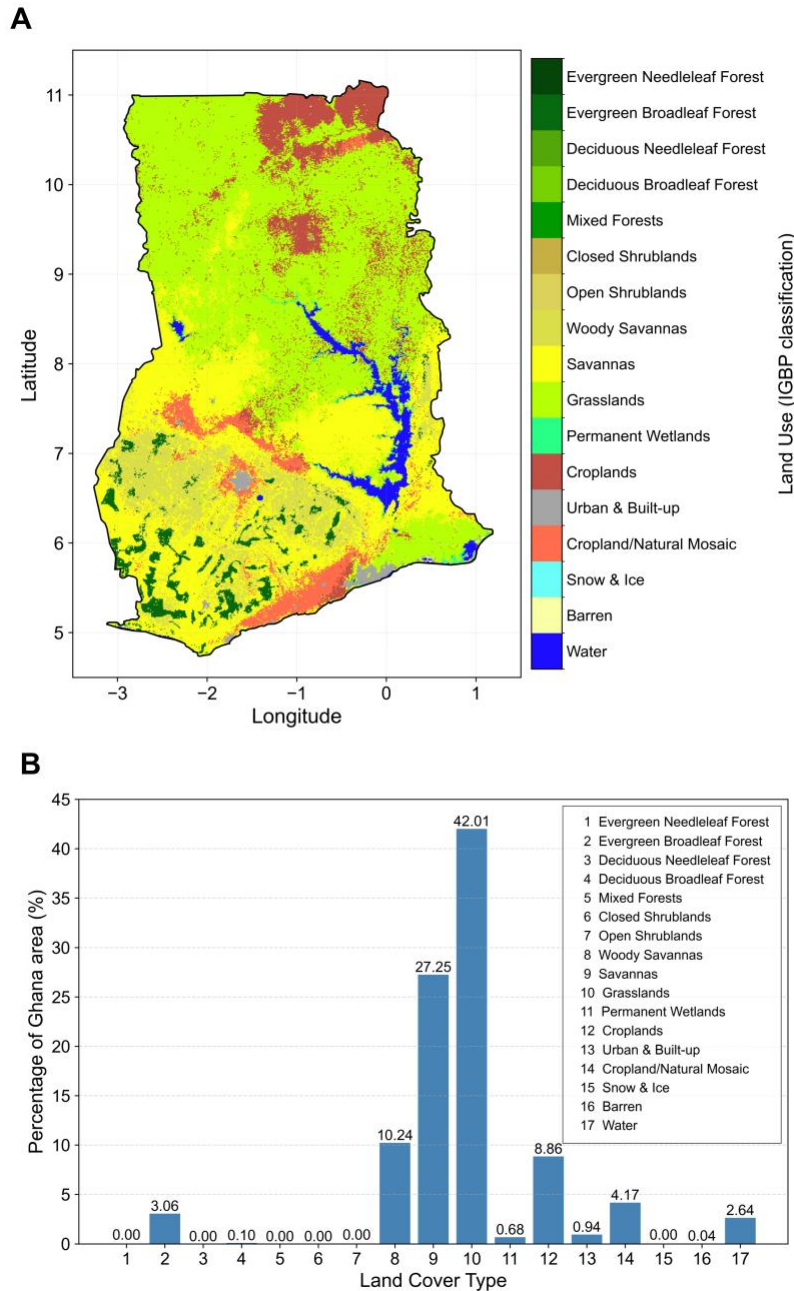 A
11
10
9
8
7
6
5
Latitude
−3
−2
−1
0
1
Longitude
Evergreen Needleleaf Forest
Evergreen Broadleaf Forest
Deciduous Needleleaf Forest
Deciduous Broadleaf Forest
Mixed Forests
Closed Shrublands
Open Shrublands
Woody Savannas
Savannas
Grasslands
Permanent Wetlands
Croplands
Urban & Built-up
Cropland/Natural Mosaic
Snow & Ice
Barren
Water
Land Use (IGBP classification)
B
45
40
35
30
25
20
15
10
5
0
Percentage of Ghana area (%)
0.00
3.06
0.00
0.10
0.00
0.00
0.00
10.24
27.25
42.01
0.68
8.86
0.94
4.17
0.00
0.04
2.64
1 Evergreen Needleleaf Forest
2 Evergreen Broadleaf Forest
3 Deciduous Needleleaf Forest
4 Deciduous Broadleaf Forest
5 Mixed Forests
6 Closed Shrublands
7 Open Shrublands
8 Woody Savannas
9 Savannas
10 Grasslands
11 Permanent Wetlands
12 Croplands
13 Urban & Built-up
14 Cropland/Natural Mosaic
15 Snow & Ice
16 Barren
17 Water
1 2 3 4 5 6 7 8 9 10 11 12 13 14 15 16 17
Land Cover Type